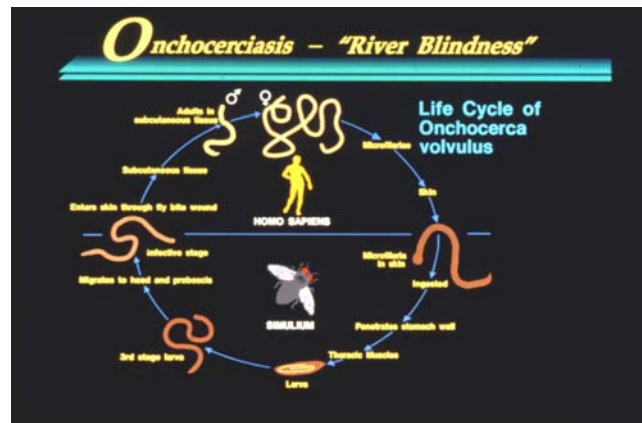 Onchocerciasis – "River Blindness"
Life Cycle of
Onchocerca
volvulus
♂
♀
Adults in
subcutaneous tissue
Microfilariae
Subcutaneous tissue
Skin
Enters skin through fly bite wound
HOMO SAPIENS
infective stage
Microfilaria
in skin
Migrates to head and proboscis
Ingested
SIMULIUM
Penetrates stomach wall
3rd stage larva
Thoracic Muscles
Larva